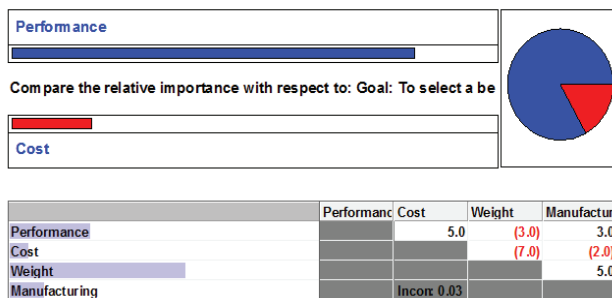 Performance
Compare the relative importance with respect to: Goal: To select a be
Cost
Performanc Cost Weight Manufactur
Performance 5.0 (3.0) 3.0
Cost (7.0) (2.0)
Weight 5.0
Manufacturing Incon: 0.03